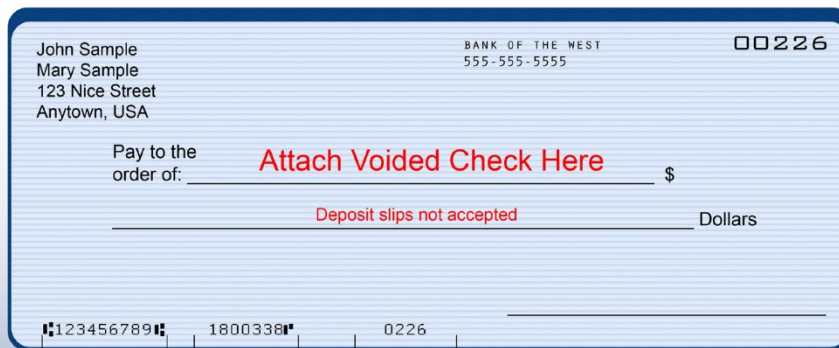 John Sample
Mary Sample
123 Nice Street
Anytown, USA
BANK OF THE WEST
555-555-5555
00226
Pay to the
order of: Attach Voided Check Here $
Deposit slips not accepted Dollars
⑆123456789⑆ 1800338⑈ 0226